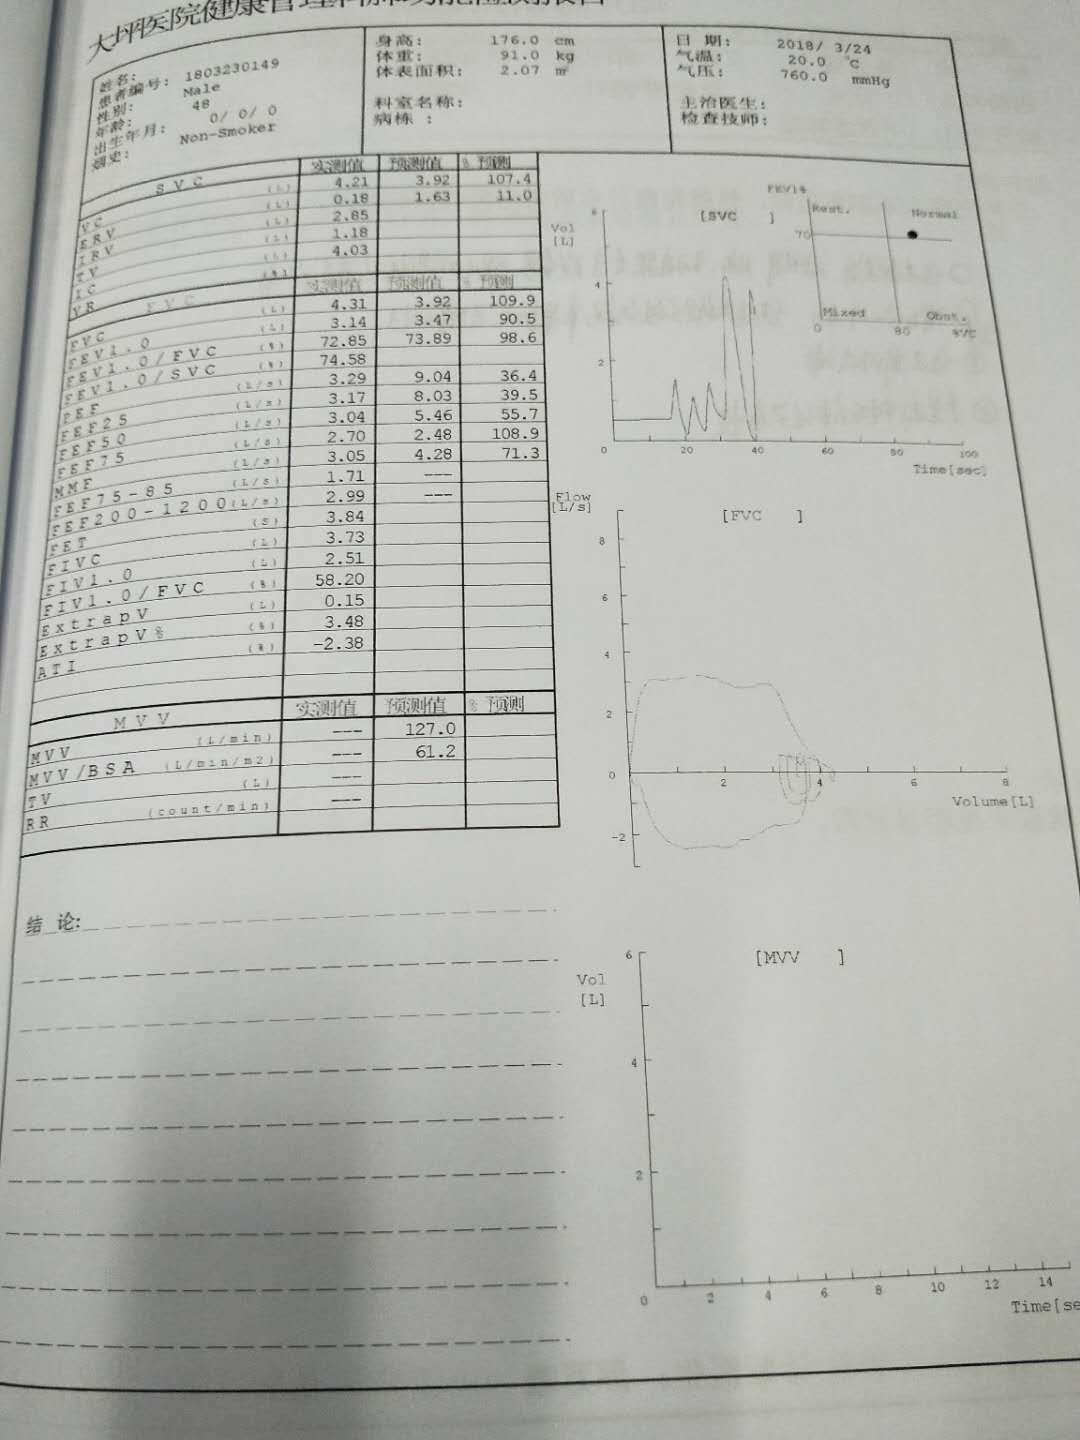 大坪医院健康管理科肺功能检测报告
姓名:
患者编号: 1803230149
性别: Male
年龄: 48
出生年月: 0/ 0/ 0
烟史: Non-Smoker
身高: 176.0 cm
体重: 91.0 kg
体表面积: 2.07 m²
科室名称:
病栋 :
日 期: 2018/ 3/24
气温: 20.0 ℃
气压: 760.0 mmHg
主治医生:
检查技师:
SVC 实测值 预测值 % 预测
VC (L) 4.21 3.92 107.4
ERV (L) 0.18 1.63 11.0
IRV (L) 2.85
TV (L) 1.18
IC (L) 4.03
VR (%)
FVC 实测值 预测值 % 预测
FVC (L) 4.31 3.92 109.9
FEV1.0 (L) 3.14 3.47 90.5
FEV1.0/FVC (%) 72.85 73.89 98.6
FEV1.0/SVC (%) 74.58
PEF (L/s) 3.29 9.04 36.4
FEF25 (L/s) 3.17 8.03 39.5
FEF50 (L/s) 3.04 5.46 55.7
FEF75 (L/s) 2.70 2.48 108.9
MMF (L/s) 3.05 4.28 71.3
FEF75-85 (L/s) 1.71 ---
FEF200-1200 (L/s) 2.99 ---
FET (S) 3.84
FIVC (L) 3.73
FIV1.0 (L) 2.51
FIV1.0/FVC (%) 58.20
ExtrapV (L) 0.15
ExtrapV% (%) 3.48
ATI (%) -2.38
MVV 实测值 预测值 % 预测
MVV (L/min) --- 127.0
MVV/BSA (L/min/m2) --- 61.2
TV (L) ---
RR (count/min) ---
结 论:
FEV1%
Vol
[L]
[SVC ]
Rest. Normal
70
Mixed Obst.
0 80 %VC
6
4
2
0 20 40 60 80 100
Time[sec]
Flow
[L/s]
[FVC ]
8
6
4
2
0 2 4 6 8
Volume[L]
-2
Vol
[L]
[MVV ]
6
4
2
0 2 4 6 8 10 12 14
Time[se